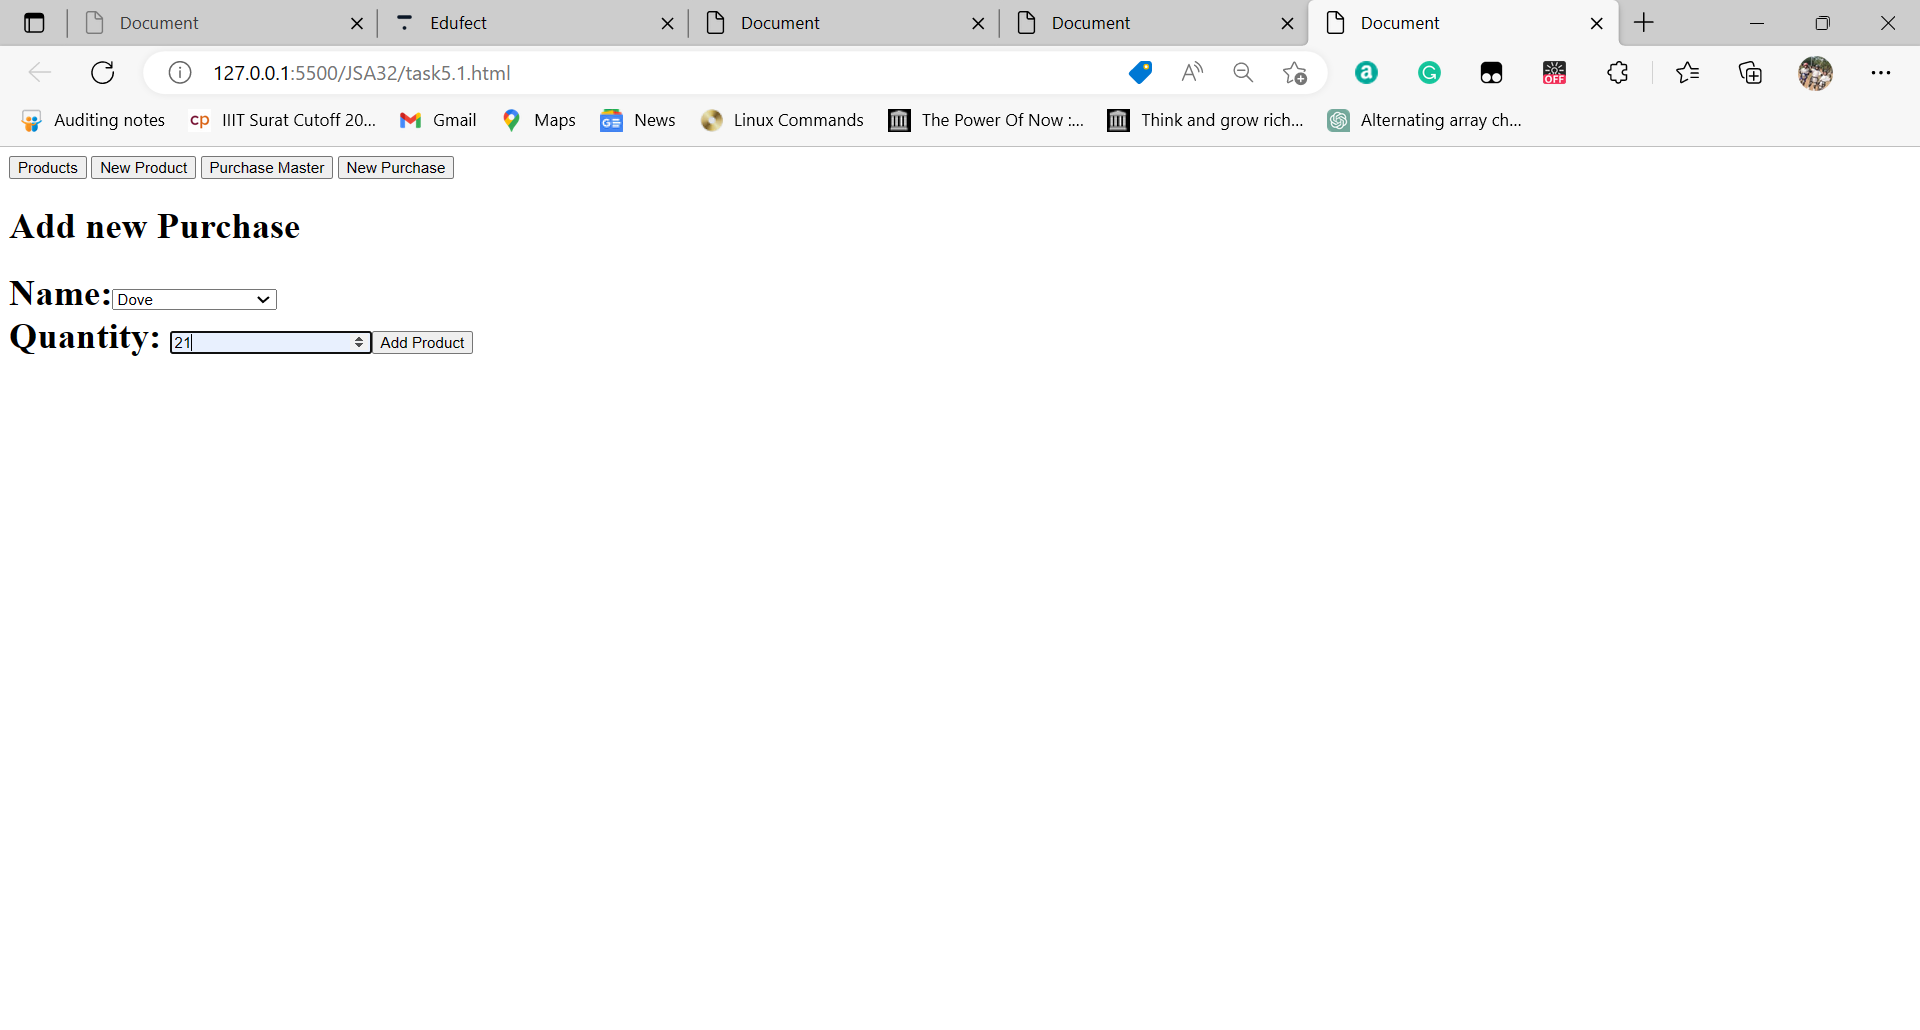 Document Edufect Document Document Document
127.0.0.1:5500/JSA32/task5.1.html
Auditing notes cp IIIT Surat Cutoff 20... Gmail Maps GE News Linux Commands The Power Of Now :... Think and grow rich... Alternating array ch...
Products New Product Purchase Master New Purchase
Add new Purchase
Name: Dove
Quantity: 21 Add Product